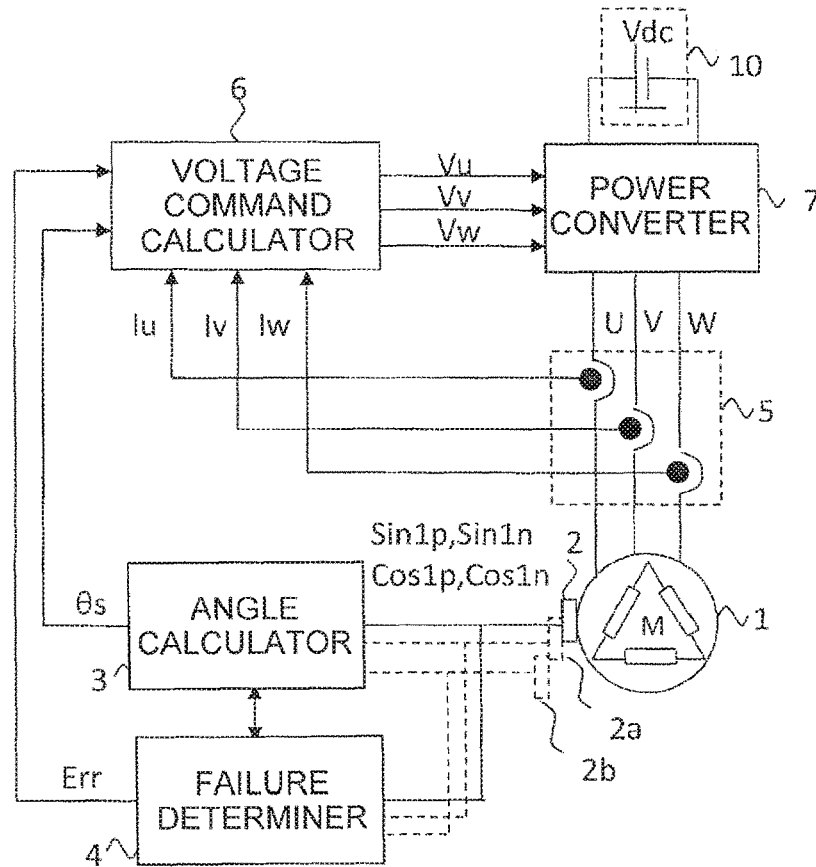 Vdc
10
6
VOLTAGE
COMMAND
CALCULATOR
Vu
Vv
Vw
POWER
CONVERTER
7
Iu
Iv
Iw
U
V
W
5
Sin1p,Sin1n
Cos1p,Cos1n
2
θs
ANGLE
CALCULATOR
3
M
1
2a
2b
Err
FAILURE
DETERMINER
4